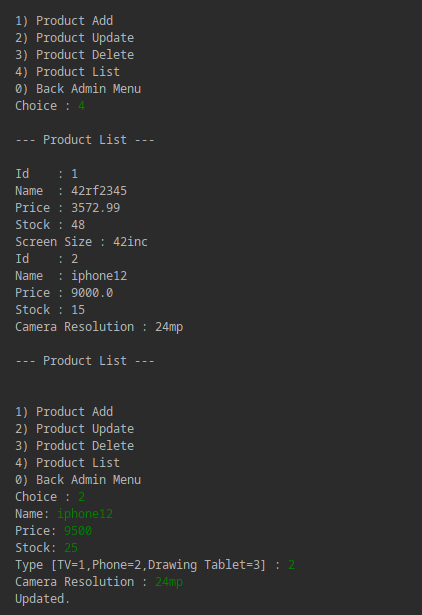 1) Product Add
2) Product Update
3) Product Delete
4) Product List
0) Back Admin Menu
Choice : 4
--- Product List ---
Id    : 1
Name  : 42rf2345
Price : 3572.99
Stock : 48
Screen Size : 42inc
Id    : 2
Name  : iphone12
Price : 9000.0
Stock : 15
Camera Resolution : 24mp
--- Product List ---
1) Product Add
2) Product Update
3) Product Delete
4) Product List
0) Back Admin Menu
Choice : 2
Name: iphone12
Price: 9500
Stock: 25
Type [TV=1,Phone=2,Drawing Tablet=3] : 2
Camera Resolution : 24mp
Updated.